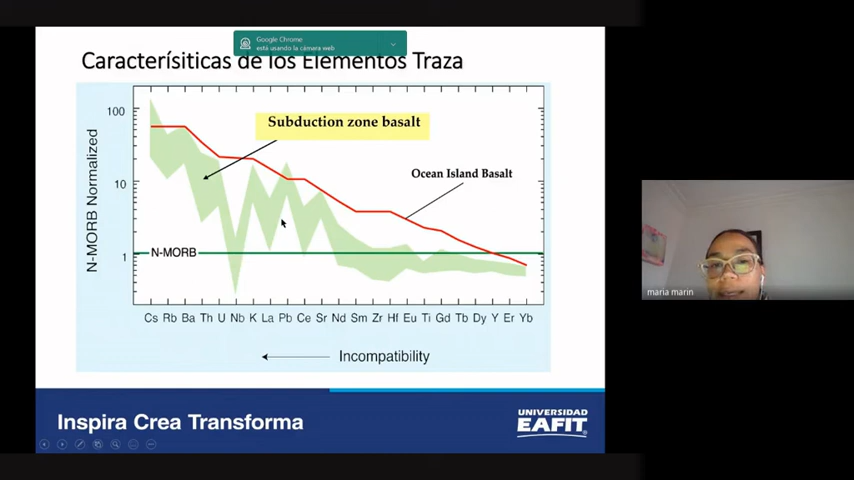 Google Chrome
está usando la cámara web
Caracterísiticas de los Elementos Traza
100
Subduction zone basalt
Ocean Island Basalt
10
N-MORB Normalized
N-MORB
1
Cs Rb Ba Th U Nb K La Pb Ce Sr Nd Sm Zr Hf Eu Ti Gd Tb Dy Y Er Yb
Incompatibility
maria marin
Inspira Crea Transforma
UNIVERSIDAD
EAFIT